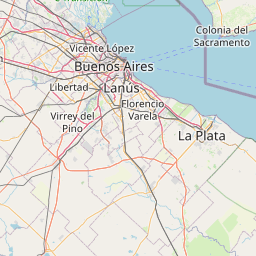 Colonia del
Sacramento
Vicente López
Buenos Aires
Libertad
Lanús
Florencio
Varela
Virrey del
Pino
La Plata